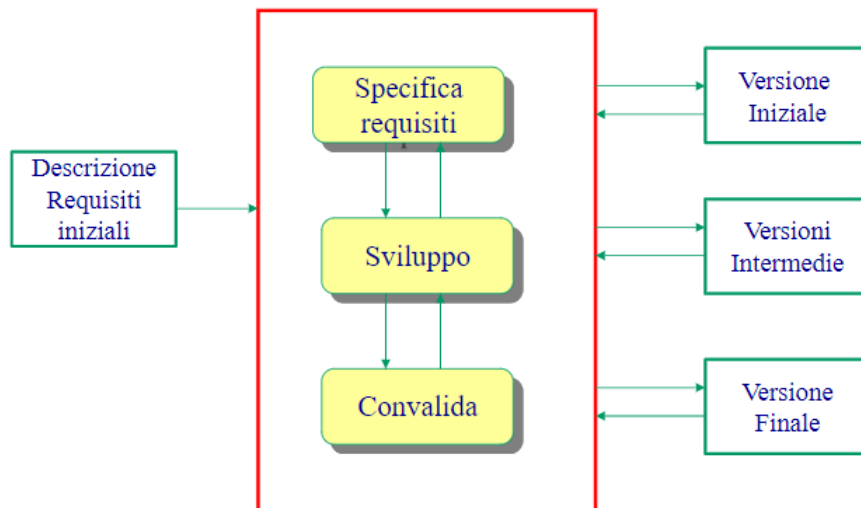 Descrizione
Requisiti
iniziali
Specifica
requisiti
Sviluppo
Convalida
Versione
Iniziale
Versioni
Intermedie
Versione
Finale